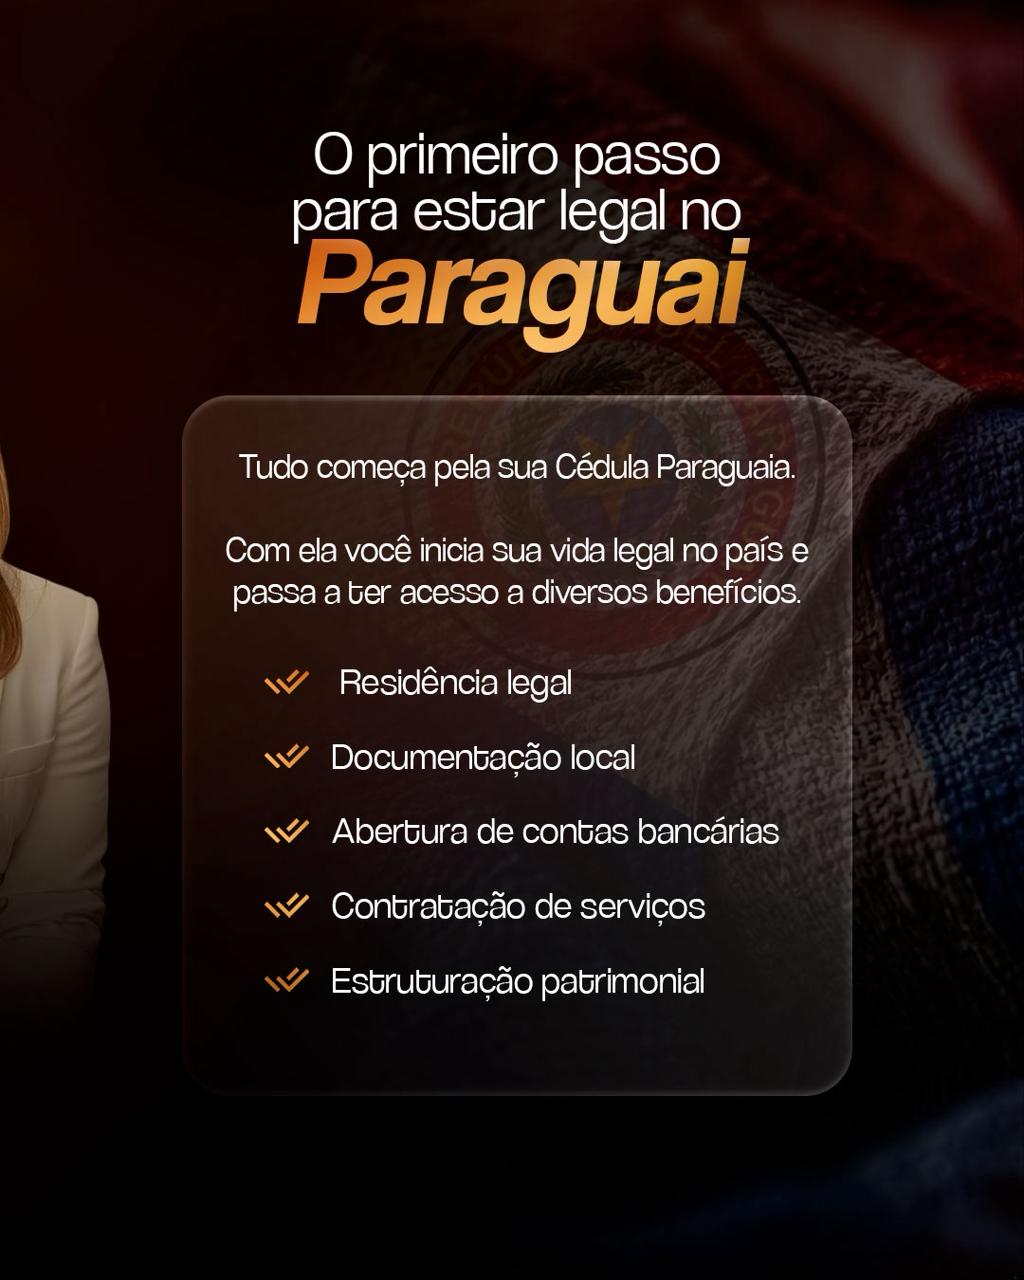 O primeiro passo
para estar legal no
Paraguai
Tudo começa pela sua Cédula Paraguaia.
Com ela você inicia sua vida legal no país e
passa a ter acesso a diversos benefícios.
Residência legal
Documentação local
Abertura de contas bancárias
Contratação de serviços
Estruturação patrimonial